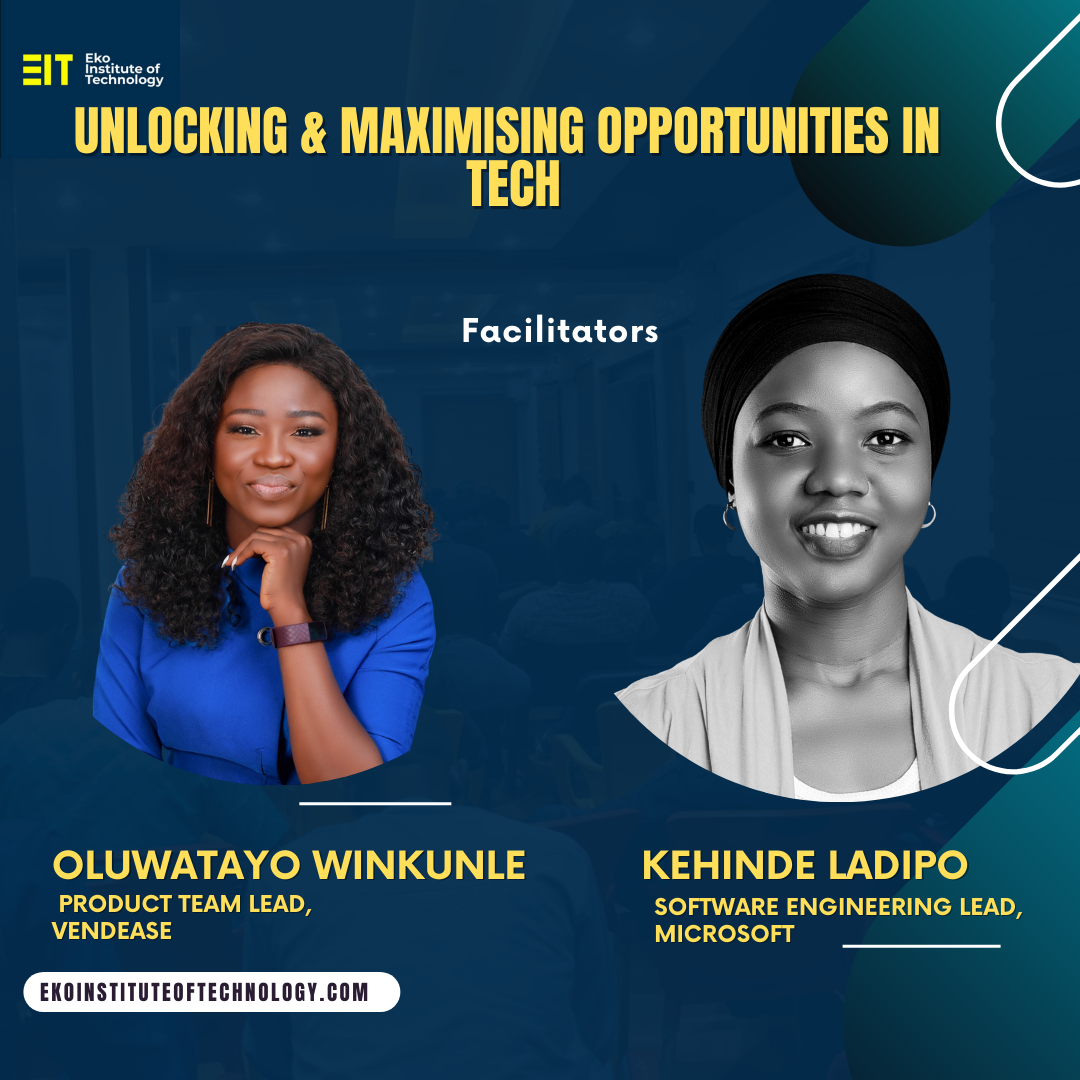 EIT
Eko
Institute of
Technology
UNLOCKING & MAXIMISING OPPORTUNITIES IN
TECH
Facilitators
OLUWATAYO WINKUNLE
PRODUCT TEAM LEAD,
VENDEASE
KEHINDE LADIPO
SOFTWARE ENGINEERING LEAD,
MICROSOFT
EKOINSTITUTEOFTECHNOLOGY.COM